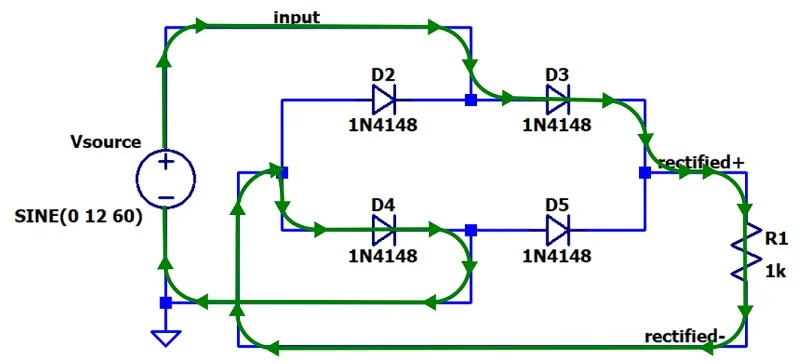 input
D2
D3
1N4148
1N4148
Vsource
+
−
SINE(0 12 60)
rectified+
D4
D5
1N4148
1N4148
R1
1k
rectified-